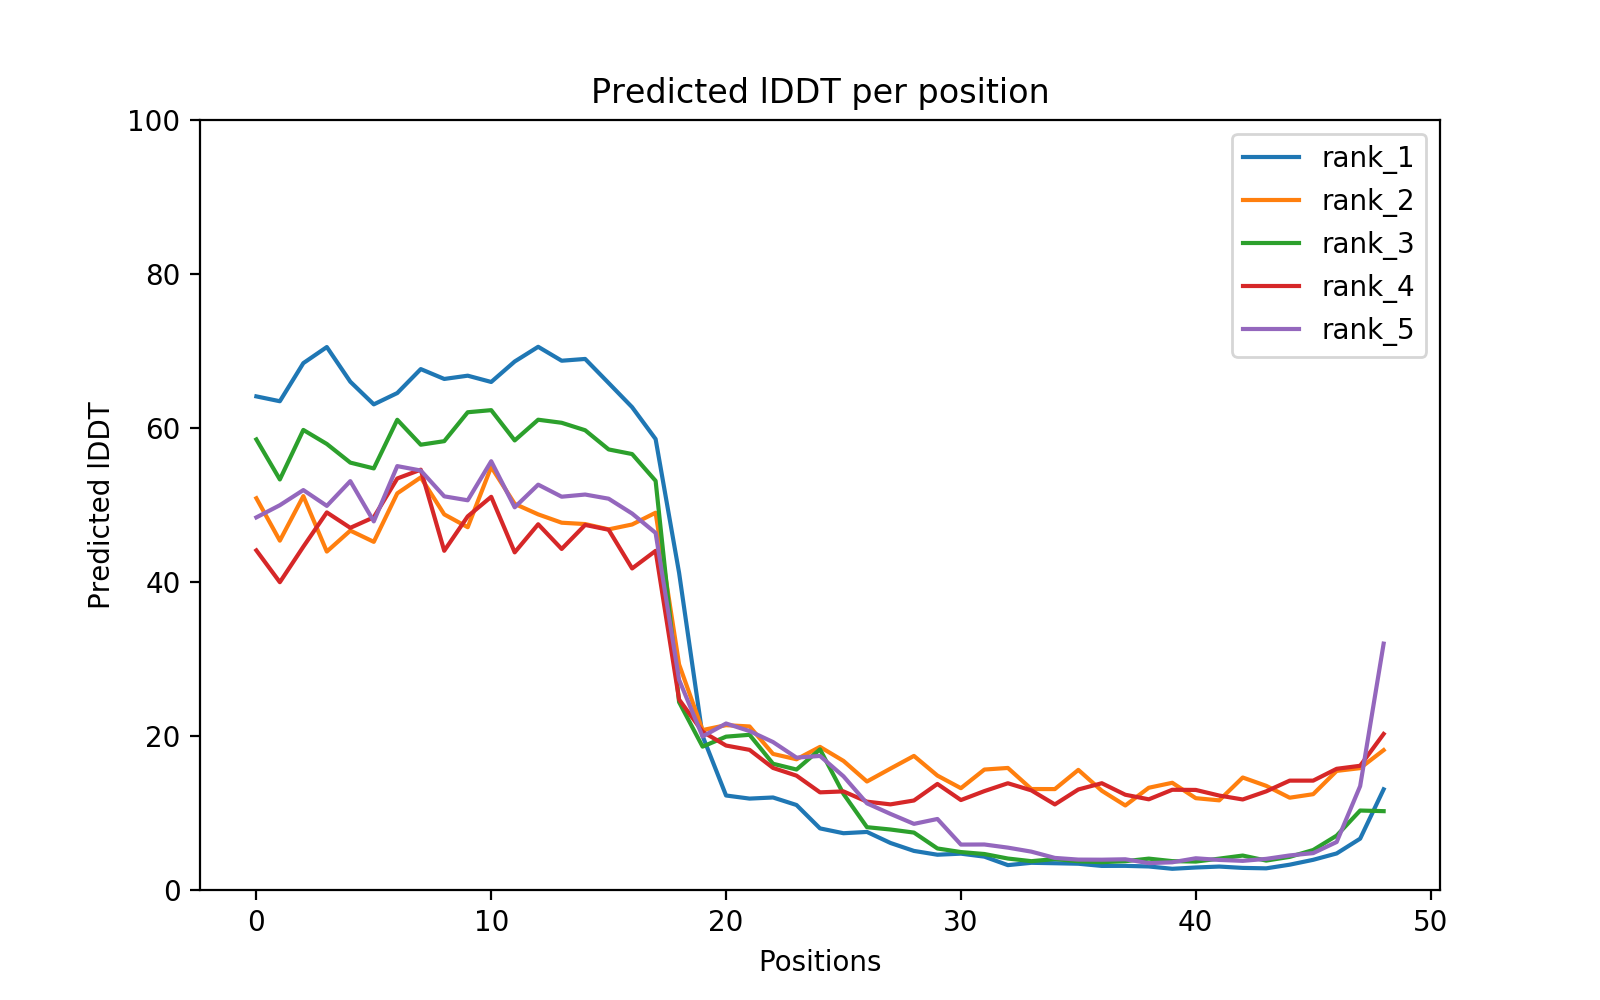 Predicted lDDT per position
100
80
60
40
20
0
Predicted lDDT
rank_1
rank_2
rank_3
rank_4
rank_5
0 10 20 30 40 50
Positions